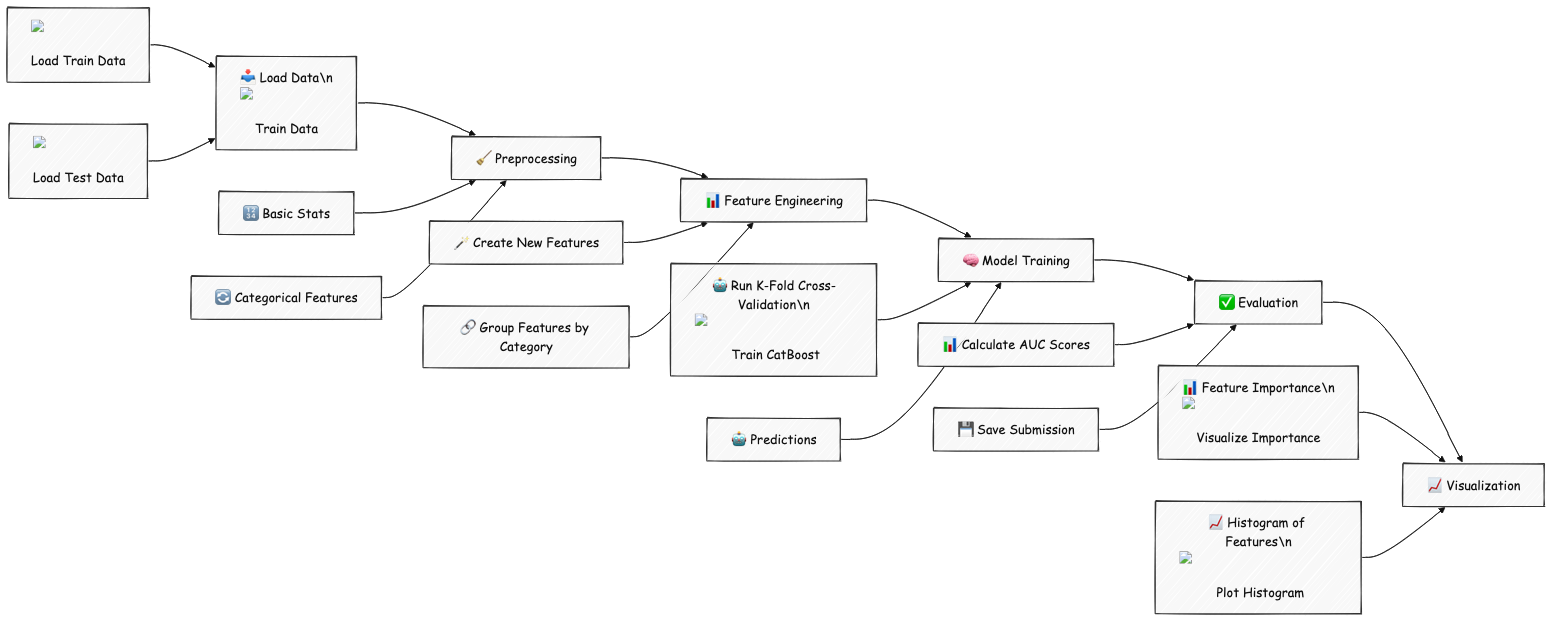 Load Train Data
📥 Load Data\n
Train Data
Load Test Data
🧹 Preprocessing
🔢 Basic Stats
📊 Feature Engineering
🪄 Create New Features
🔄 Categorical Features
🧠 Model Training
🤖 Run K-Fold Cross-
Validation\n
Train CatBoost
✅ Evaluation
🔗 Group Features by
Category
📊 Calculate AUC Scores
🤖 Predictions
💾 Save Submission
📊 Feature Importance\n
Visualize Importance
📈 Visualization
📈 Histogram of
Features\n
Plot Histogram